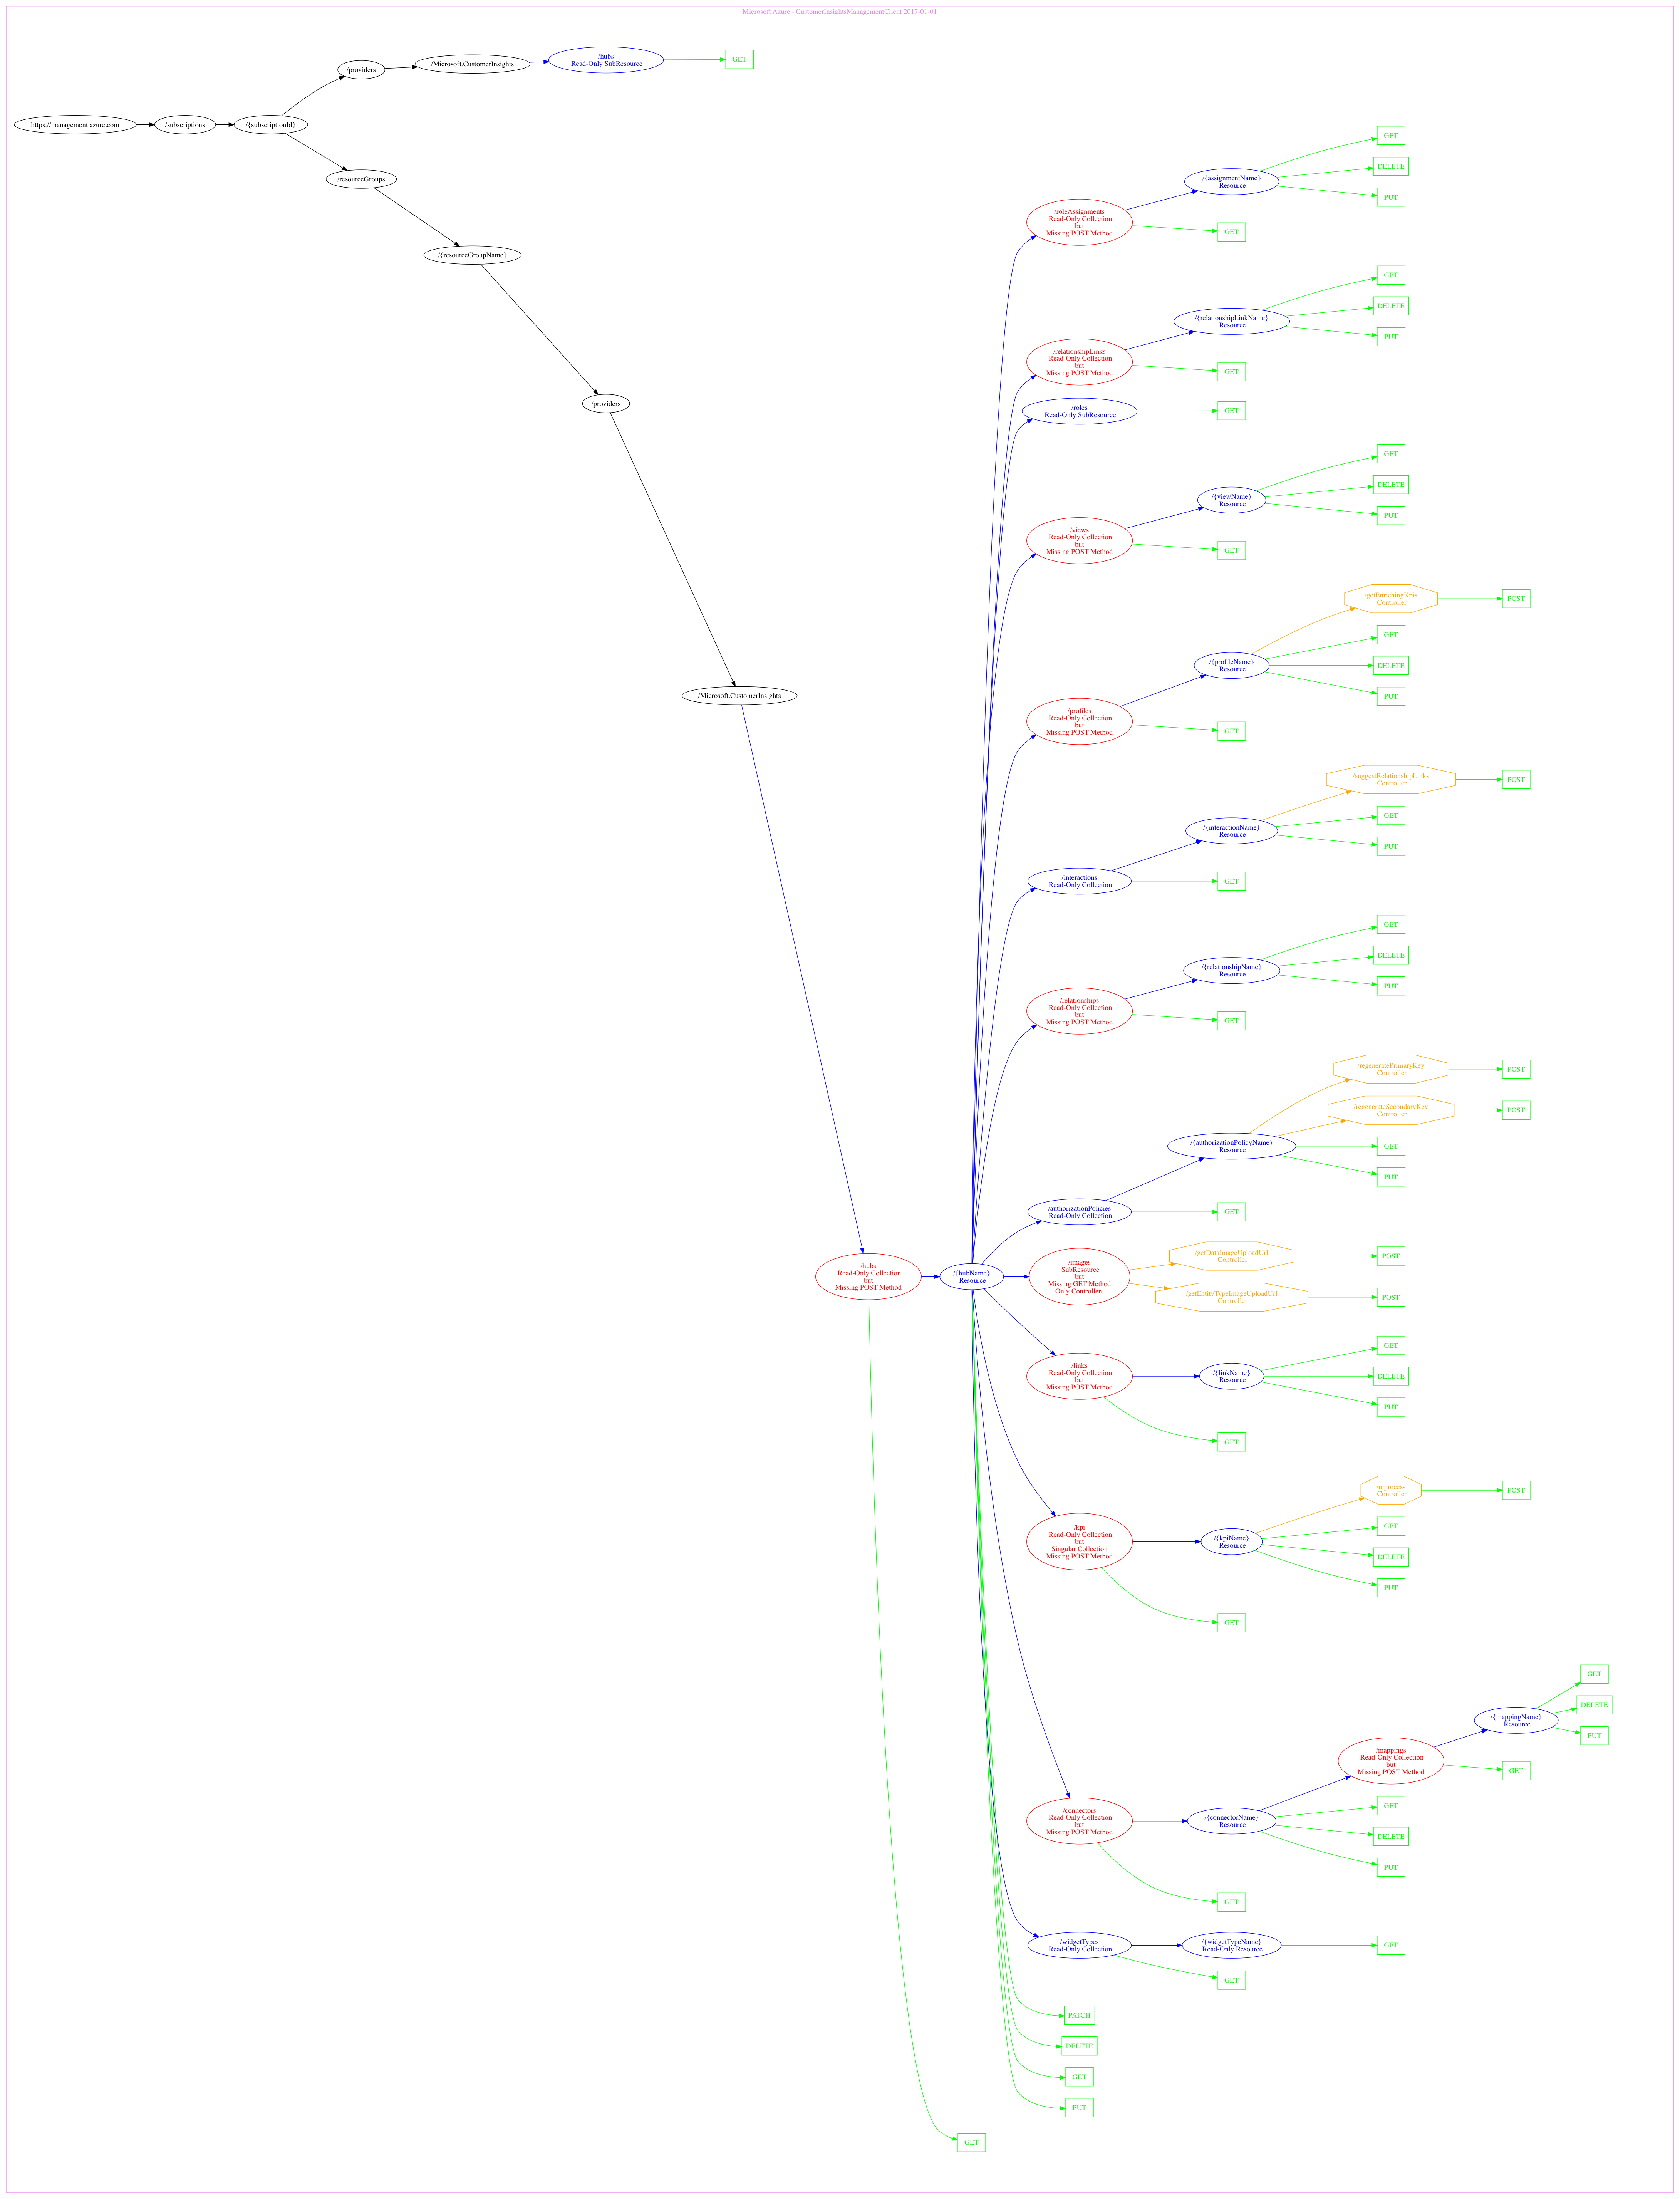 Microsoft Azure - CustomerInsightsManagementClient 2017-01-01
https://management.azure.com
/subscriptions
/{subscriptionId}
/providers
/Microsoft.CustomerInsights
/hubs
Read-Only SubResource
GET
/resourceGroups
/{resourceGroupName}
/providers
/Microsoft.CustomerInsights
/hubs
Read-Only Collection
but
Missing POST Method
/{hubName}
Resource
/roleAssignments
Read-Only Collection
but
Missing POST Method
/{assignmentName}
Resource
GET
DELETE
PUT
GET
/relationshipLinks
Read-Only Collection
but
Missing POST Method
/{relationshipLinkName}
Resource
GET
DELETE
PUT
GET
/roles
Read-Only SubResource
GET
/views
Read-Only Collection
but
Missing POST Method
/{viewName}
Resource
GET
DELETE
PUT
GET
/profiles
Read-Only Collection
but
Missing POST Method
/{profileName}
Resource
/getEnrichingKpis
Controller
POST
GET
DELETE
PUT
GET
/interactions
Read-Only Collection
/{interactionName}
Resource
/suggestRelationshipLinks
Controller
POST
GET
PUT
GET
/relationships
Read-Only Collection
but
Missing POST Method
/{relationshipName}
Resource
GET
DELETE
PUT
GET
/authorizationPolicies
Read-Only Collection
/{authorizationPolicyName}
Resource
/regeneratePrimaryKey
Controller
POST
/regenerateSecondaryKey
Controller
POST
GET
PUT
GET
/images
SubResource
but
Missing GET Method
Only Controllers
/getDataImageUploadUrl
Controller
POST
/getEntityTypeImageUploadUrl
Controller
POST
/links
Read-Only Collection
but
Missing POST Method
/{linkName}
Resource
GET
DELETE
PUT
GET
/kpi
Read-Only Collection
but
Singular Collection
Missing POST Method
/{kpiName}
Resource
/reprocess
Controller
POST
GET
DELETE
PUT
GET
/connectors
Read-Only Collection
but
Missing POST Method
/{connectorName}
Resource
/mappings
Read-Only Collection
but
Missing POST Method
/{mappingName}
Resource
GET
DELETE
PUT
GET
GET
DELETE
PUT
GET
/widgetTypes
Read-Only Collection
/{widgetTypeName}
Read-Only Resource
GET
GET
PATCH
DELETE
GET
PUT
GET